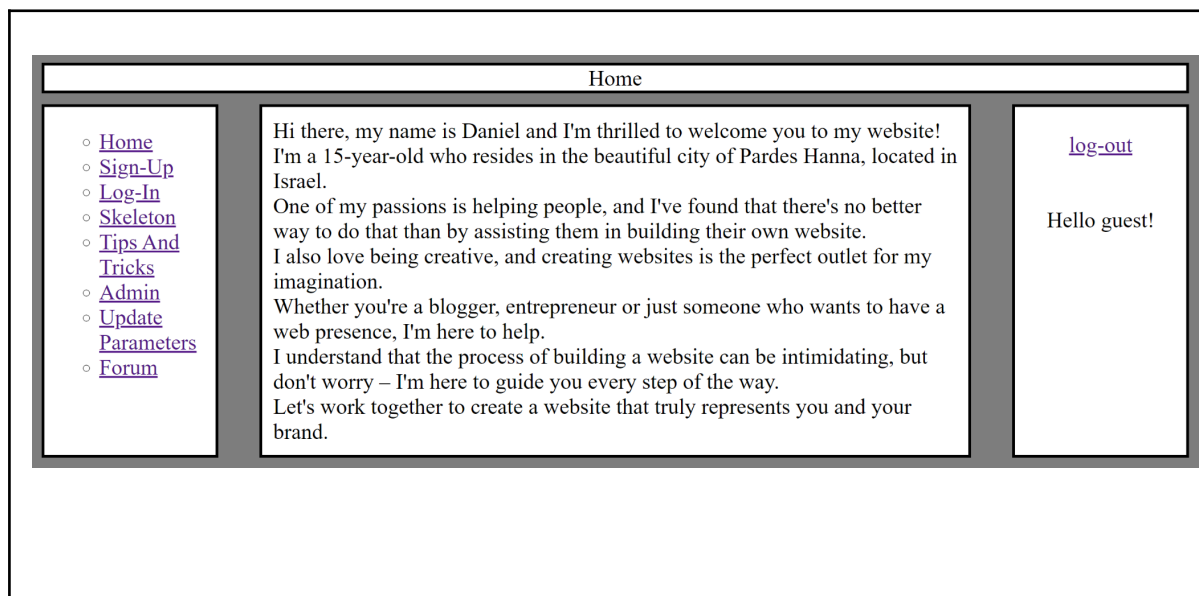 Home
Home
Sign-Up
Log-In
Skeleton
Tips And
Tricks
Admin
Update
Parameters
Forum
Hi there, my name is Daniel and I'm thrilled to welcome you to my website!
I'm a 15-year-old who resides in the beautiful city of Pardes Hanna, located in
Israel.
One of my passions is helping people, and I've found that there's no better
way to do that than by assisting them in building their own website.
I also love being creative, and creating websites is the perfect outlet for my
imagination.
Whether you're a blogger, entrepreneur or just someone who wants to have a
web presence, I'm here to help.
I understand that the process of building a website can be intimidating, but
don't worry – I'm here to guide you every step of the way.
Let's work together to create a website that truly represents you and your
brand.
log-out
Hello guest!